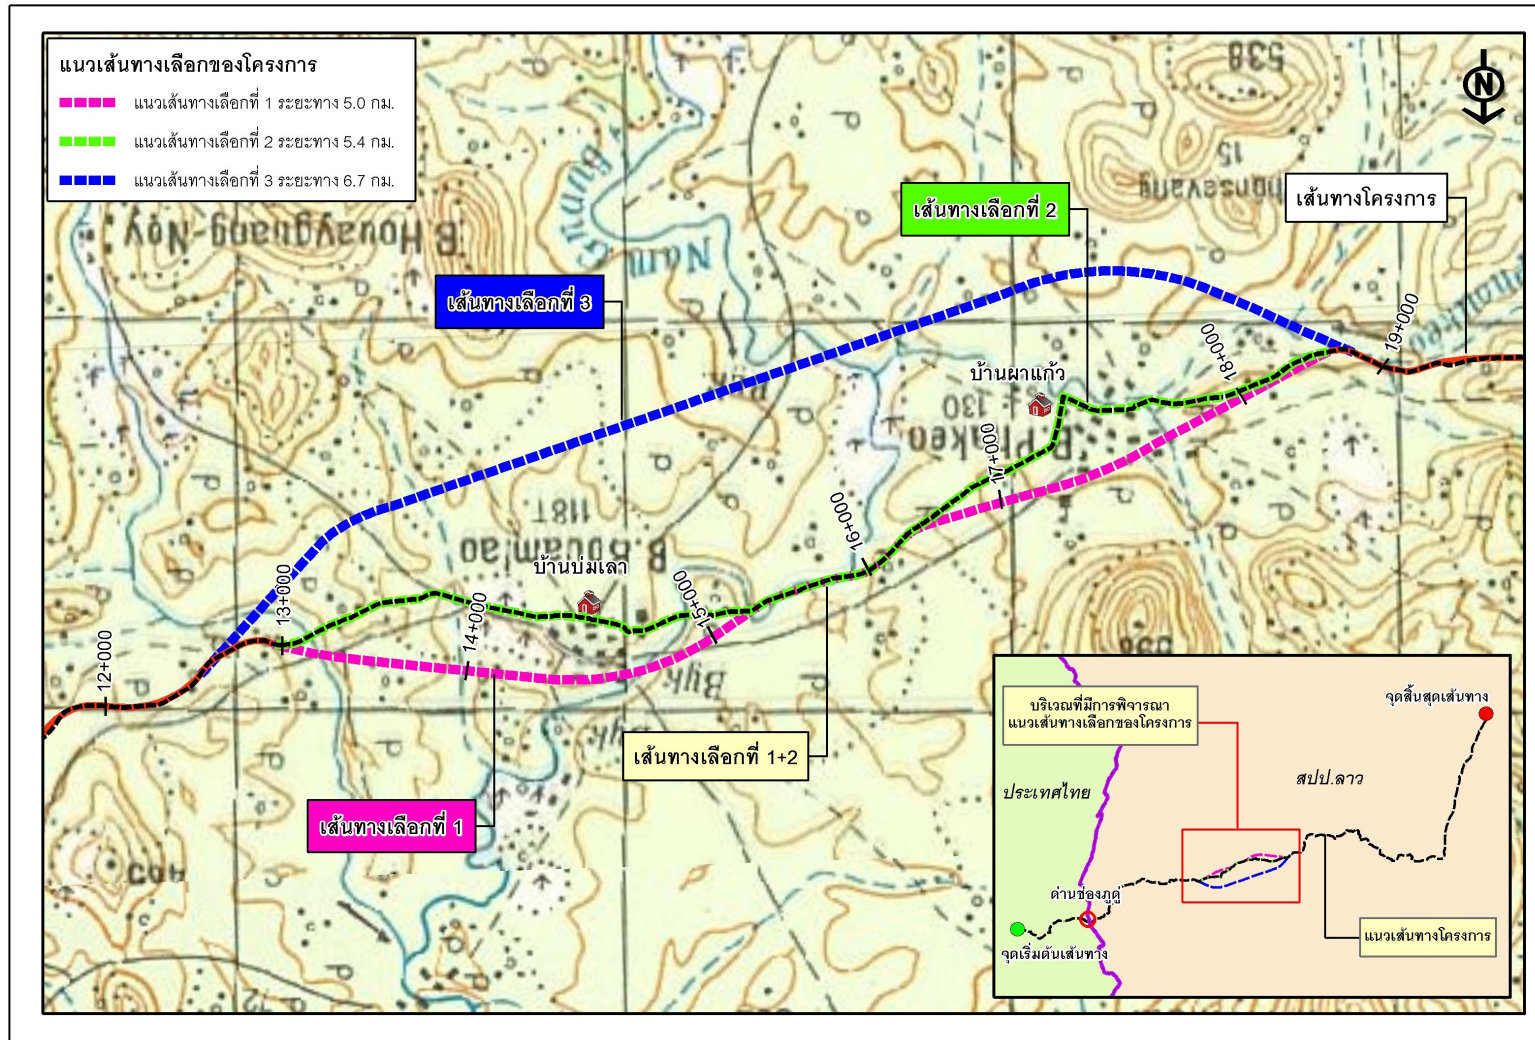 แนวเส้นทางเลือกของโครงการ
แนวเส้นทางเลือกที่ 1 ระยะทาง 5.0 กม.
แนวเส้นทางเลือกที่ 2 ระยะทาง 5.4 กม.
แนวเส้นทางเลือกที่ 3 ระยะทาง 6.7 กม.
N
538
15
B.Houayguang-Noy
Nam
เส้นทางเลือกที่ 2
เส้นทางโครงการ
เส้นทางเลือกที่ 3
19+000
18+000
บ้านผาแก้ว
130
B.Phakeo
17+000
118T
16+000
B.Bouamlao
บ้านบ่มเลา
15+000
14+000
13+000
12+000
เส้นทางเลือกที่ 1+2
เส้นทางเลือกที่ 1
บริเวณที่มีการพิจารณา
แนวเส้นทางเลือกของโครงการ
จุดสิ้นสุดเส้นทาง
สปป.ลาว
ประเทศไทย
ด่านช่องภูดู่
จุดเริ่มต้นเส้นทาง
แนวเส้นทางโครงการ